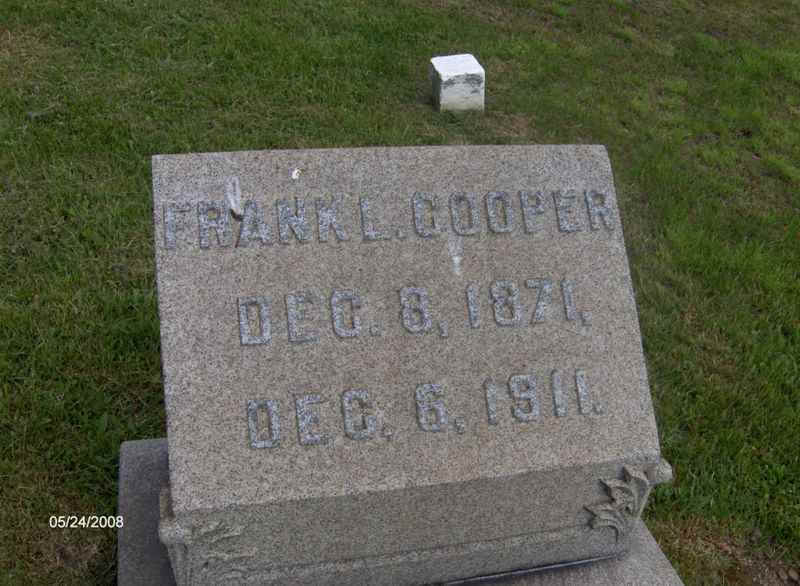 FRANK L. COOPER
DEC. 8, 1871,
DEC. 6, 1911.
05/24/2008